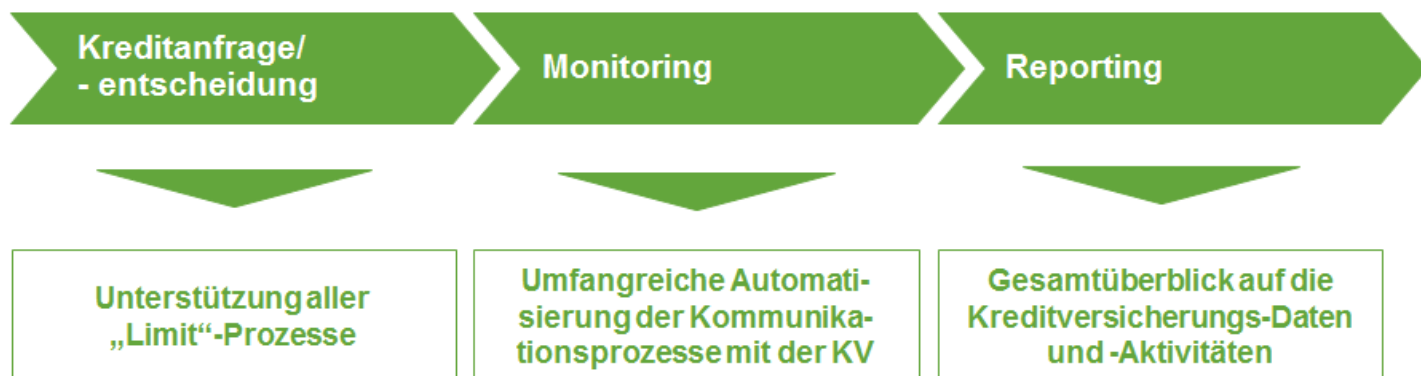 Kreditanfrage/
- entscheidung
Monitoring
Reporting
Unterstützung aller
„Limit“-Prozesse
Umfangreiche Automati-
sierung der Kommunika-
tionsprozesse mit der KV
Gesamtüberblick auf die
Kreditversicherungs-Daten
und -Aktivitäten